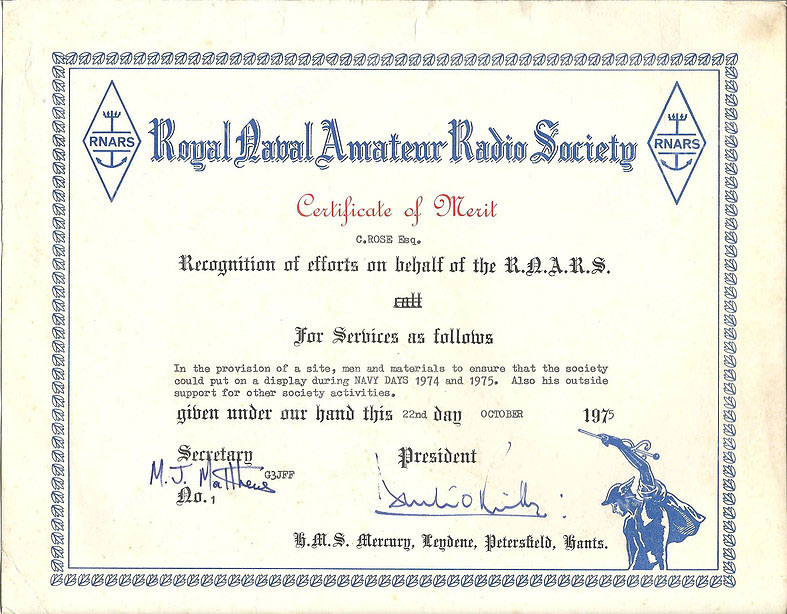 RNARS
Royal Naval Amateur Radio Society
RNARS
Certificate of Merit
C.ROSE Esq.
Recognition of efforts on behalf of the R.N.A.R.S.
call
For Services as follows
In the provision of a site, men and materials to ensure that the society
could put on a display during NAVY DAYS 1974 and 1975. Also his outside
support for other society activities.
given under our hand this 22nd day OCTOBER 1975
Secretary President
M. J. Matthews G3JFF
No. 1
H.M.S. Mercury, Leydene, Petersfield, Hants.